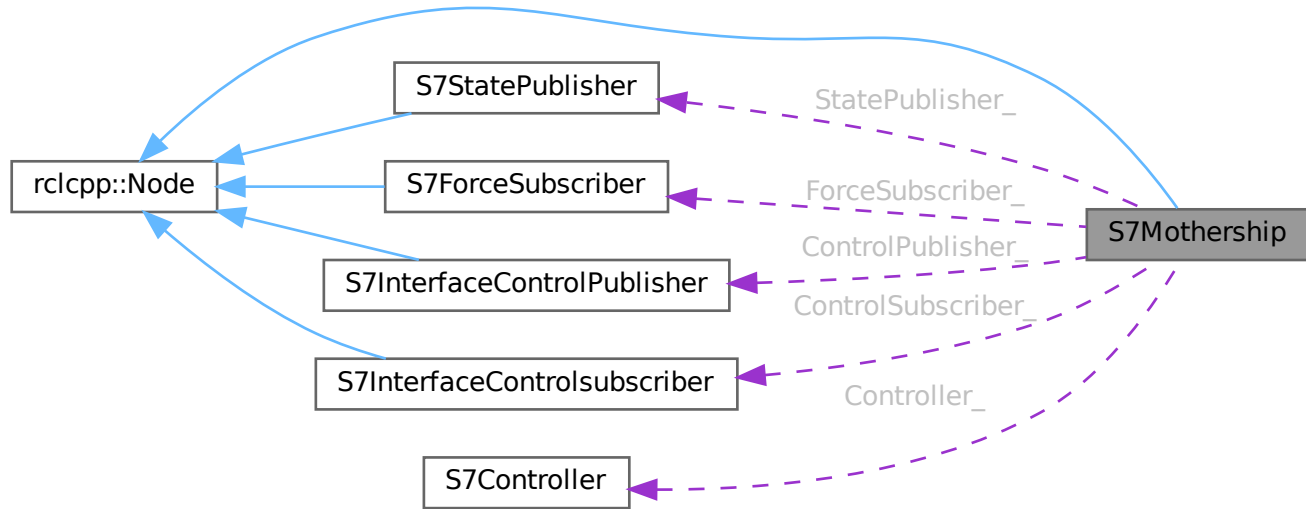 S7StatePublisher
StatePublisher_
rclcpp::Node
S7ForceSubscriber
ForceSubscriber_
S7Mothership
ControlPublisher_
S7InterfaceControlPublisher
ControlSubscriber_
S7InterfaceControlsubscriber
Controller_
S7Controller